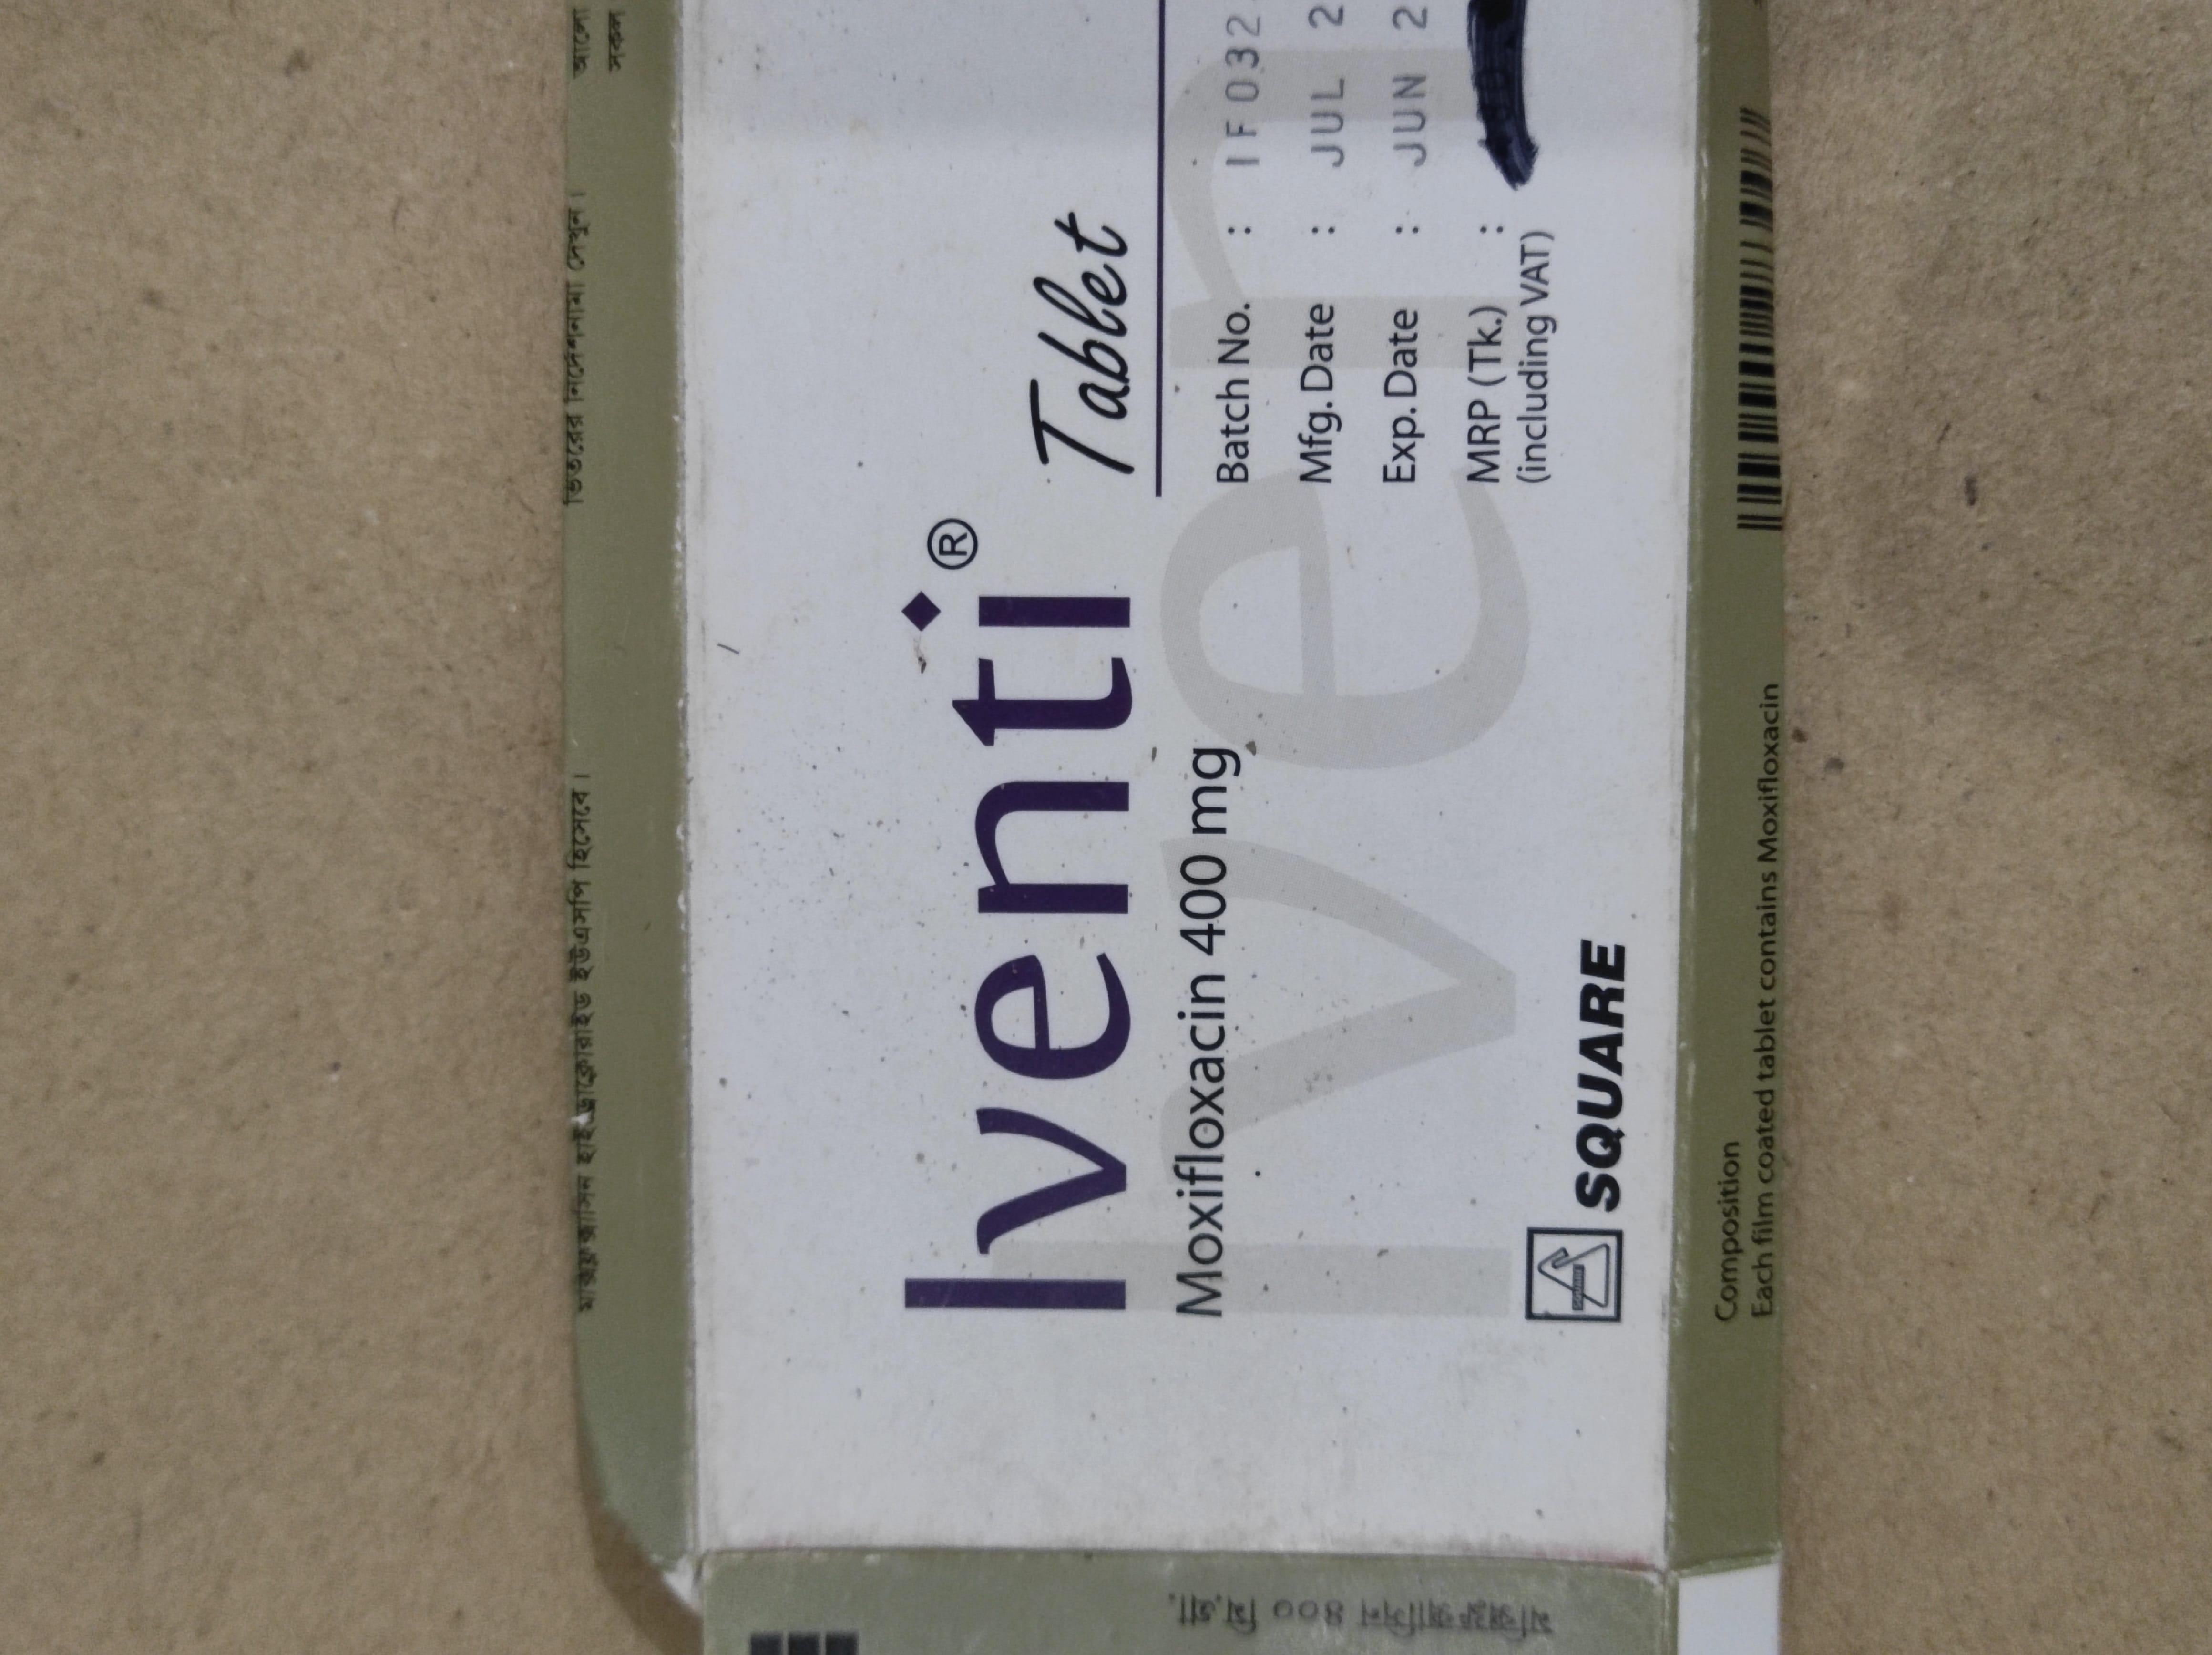 মক্সিফ্লক্সাসিন হাইড্রোক্লোরাইড ইউএসপি হিসেবে।
ভিতরের নির্দেশনামা দেখুন।
আলো
সকল
Iventi® Tablet
Moxifloxacin 400 mg
Batch No. : IF032
Mfg. Date : JUL 2
Exp. Date : JUN 2
MRP (Tk.) :
(including VAT)
SQUARE
SQUARE
মক্সিফ্লক্সাসিন ৪০০ মি.গ্রা.
Composition
Each film coated tablet contains Moxifloxacin